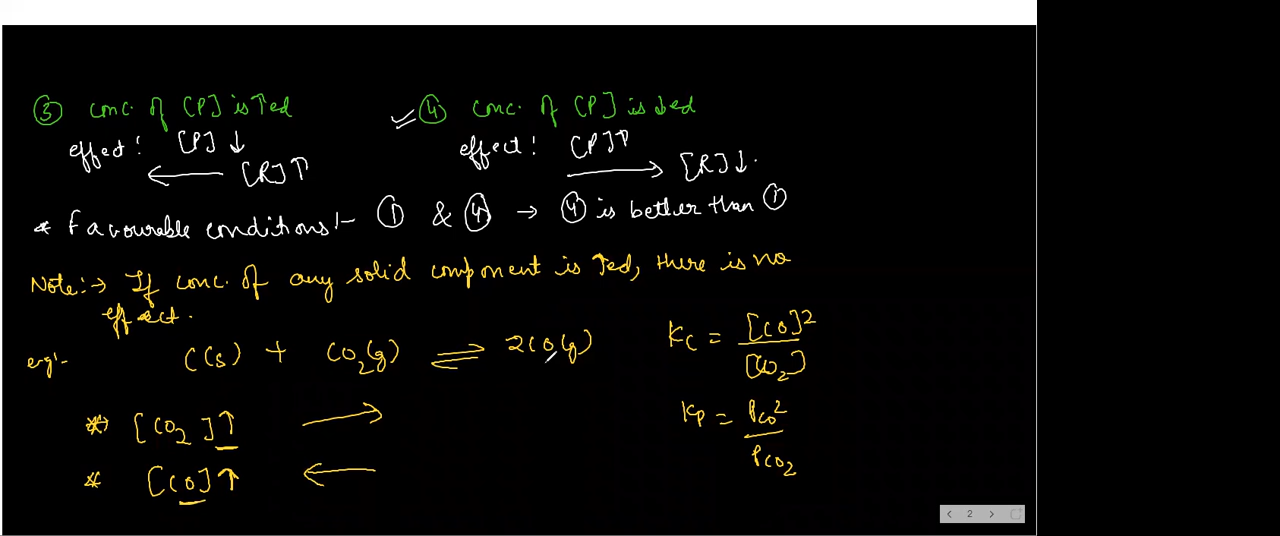 ③ conc. of [P] is ↑ed
effect: [P] ↓
← [R]↑
④ conc. of [P] is ↓ed
effect: [P]↑
→ [R]↓.
* favourable conditions:- ① & ④ → ④ is better than ①
Note:→ If conc. of any solid component is ↑ed, there is no
effect.
eg:- C(s) + CO₂(g) ⇌ 2CO(g)
Kc = [CO]² / [CO₂]
* [CO₂]↑ →
Kp = Pco² / Pco₂
* [CO]↑ ←
2